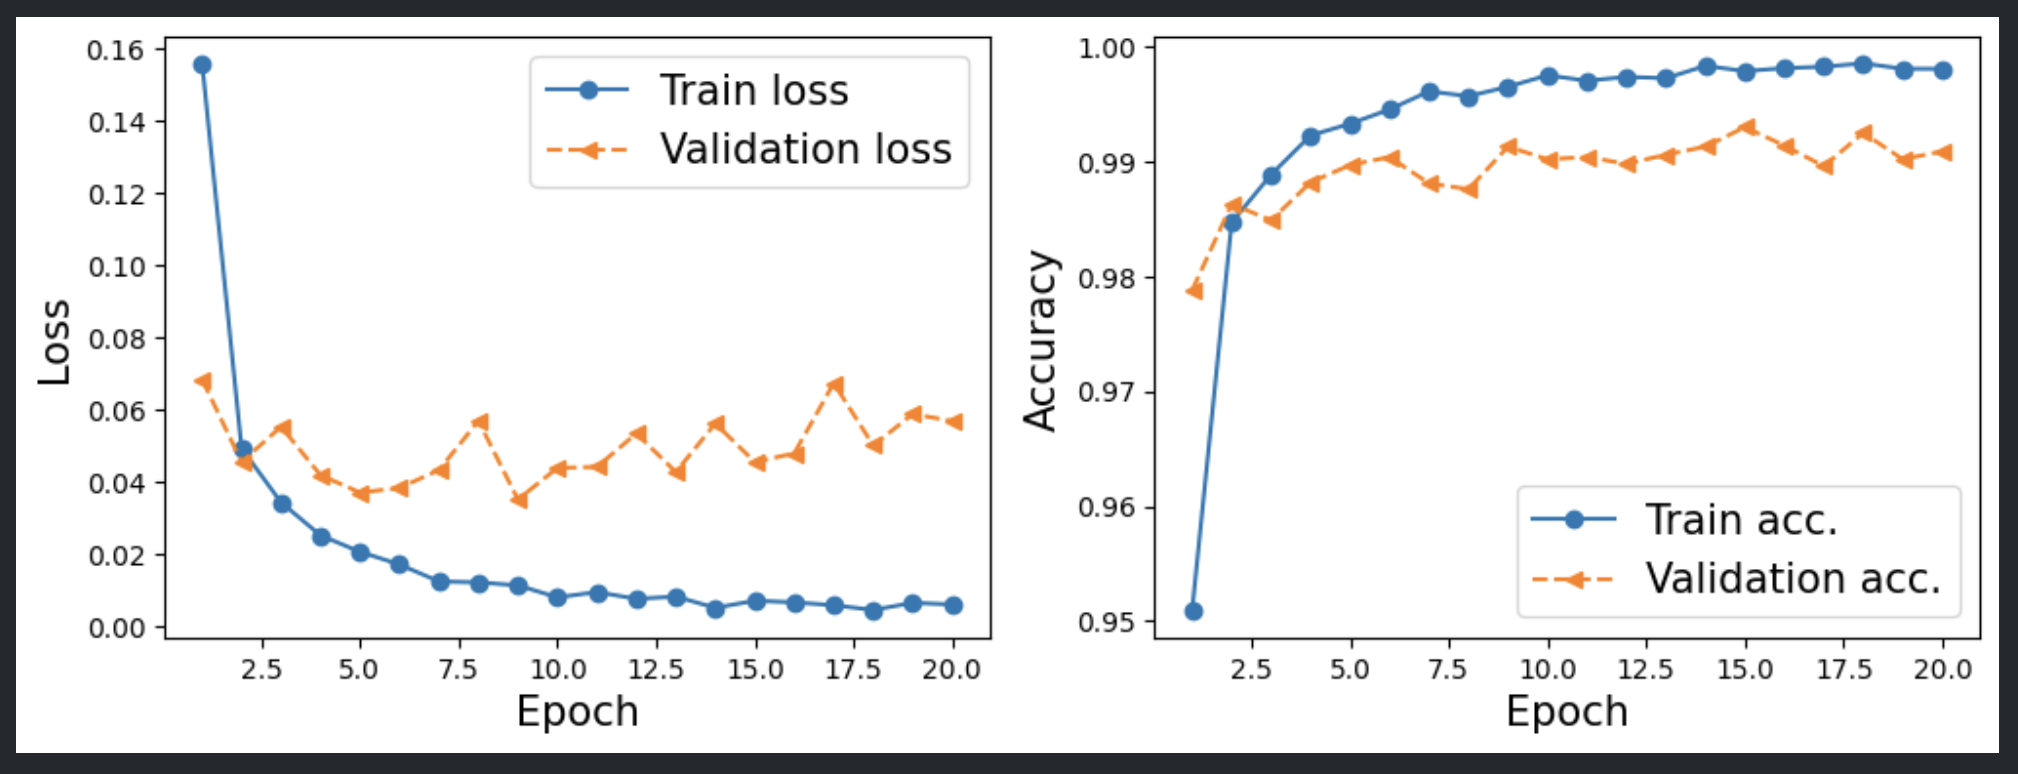 0.16
0.14
0.12
0.10
0.08
0.06
0.04
0.02
0.00
Loss
Train loss
Validation loss
2.5 5.0 7.5 10.0 12.5 15.0 17.5 20.0
Epoch
1.00
0.99
0.98
0.97
0.96
0.95
Accuracy
Train acc.
Validation acc.
2.5 5.0 7.5 10.0 12.5 15.0 17.5 20.0
Epoch